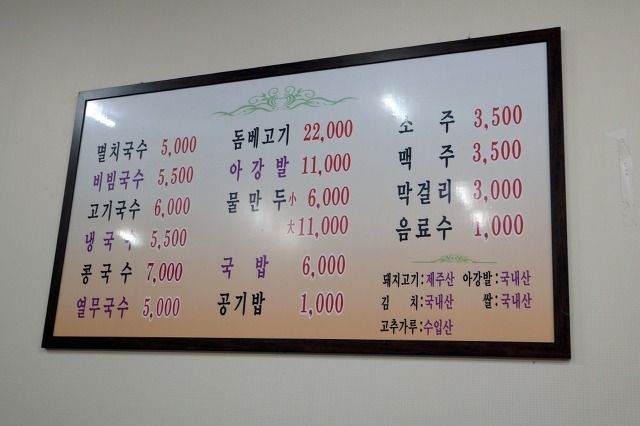 멸치국수 5,000
비빔국수 5,500
고기국수 6,000
냉국수 5,500
콩국수 7,000
열무국수 5,000
돔베고기 22,000
아강발 11,000
물만두 小 6,000
大 11,000
국밥 6,000
공기밥 1,000
소주 3,500
맥주 3,500
막걸리 3,000
음료수 1,000
돼지고기:제주산 아강발:국내산
김치:국내산 쌀:국내산
고추가루:수입산